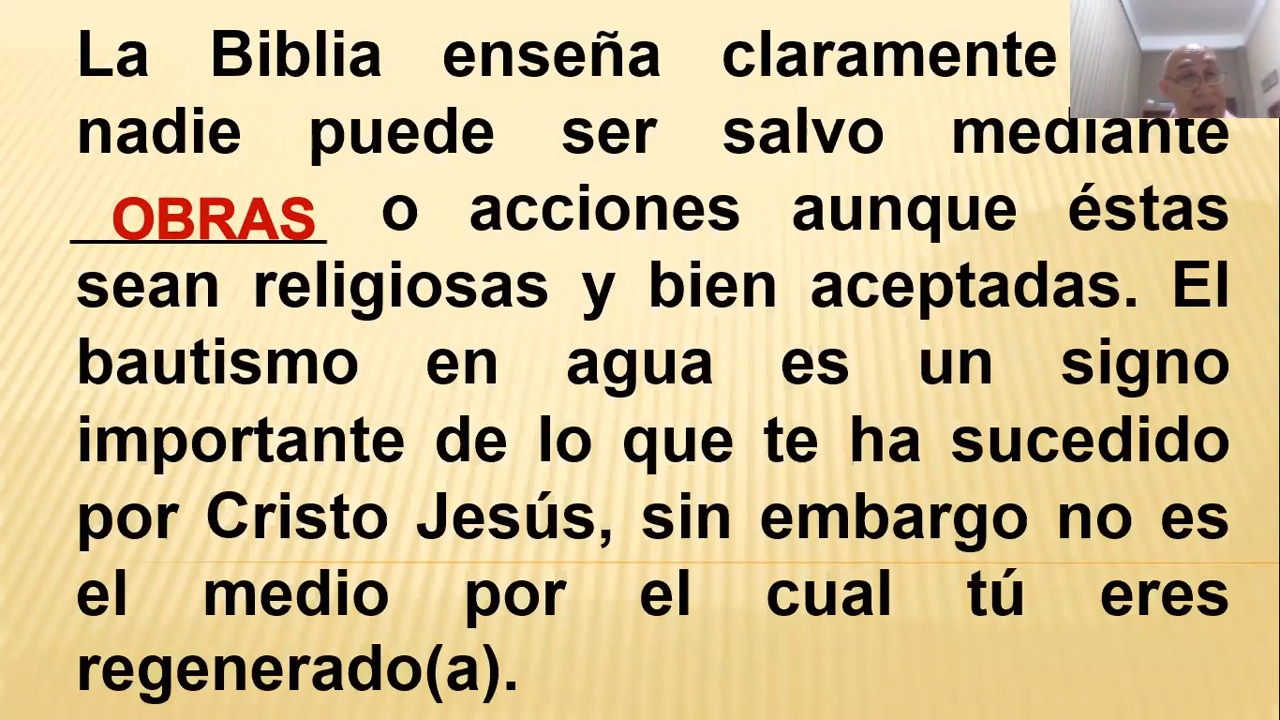 La Biblia enseña claramente
nadie puede ser salvo mediante
OBRAS o acciones aunque éstas
sean religiosas y bien aceptadas. El
bautismo en agua es un signo
importante de lo que te ha sucedido
por Cristo Jesús, sin embargo no es
el medio por el cual tú eres
regenerado(a).